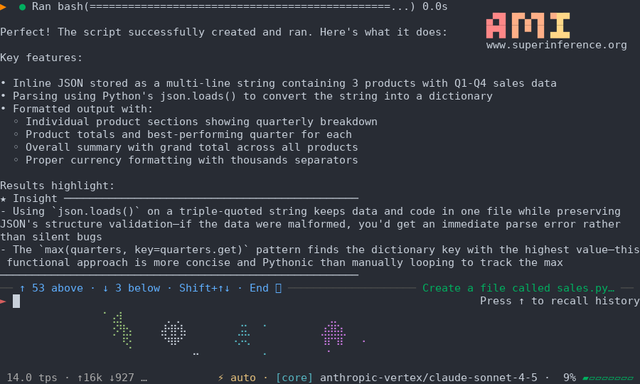 ▶ ● Ran bash(==============================================...) 0.0s
Perfect! The script successfully created and ran. Here's what it does:
AMI
www.superinference.org
Key features:
• Inline JSON stored as a multi-line string containing 3 products with Q1-Q4 sales data
• Parsing using Python's json.loads() to convert the string into a dictionary
• Formatted output with:
◦ Individual product sections showing quarterly breakdown
◦ Product totals and best-performing quarter for each
◦ Overall summary with grand total across all products
◦ Proper currency formatting with thousands separators
Results highlight:
★ Insight
- Using `json.loads()` on a triple-quoted string keeps data and code in one file while preserving
JSON's structure validation—if the data were malformed, you'd get an immediate parse error rather
than silent bugs
- The `max(quarters, key=quarters.get)` pattern finds the dictionary key with the highest value—this
functional approach is more concise and Pythonic than manually looping to track the max
↑ 53 above · ↓ 3 below · Shift+↑↓ · End
Create a file called sales.py…
Press ↑ to recall history
14.0 tps · ↑16k ↓927 …
⚡ auto · [core] anthropic-vertex/claude-sonnet-4-5 · 9%